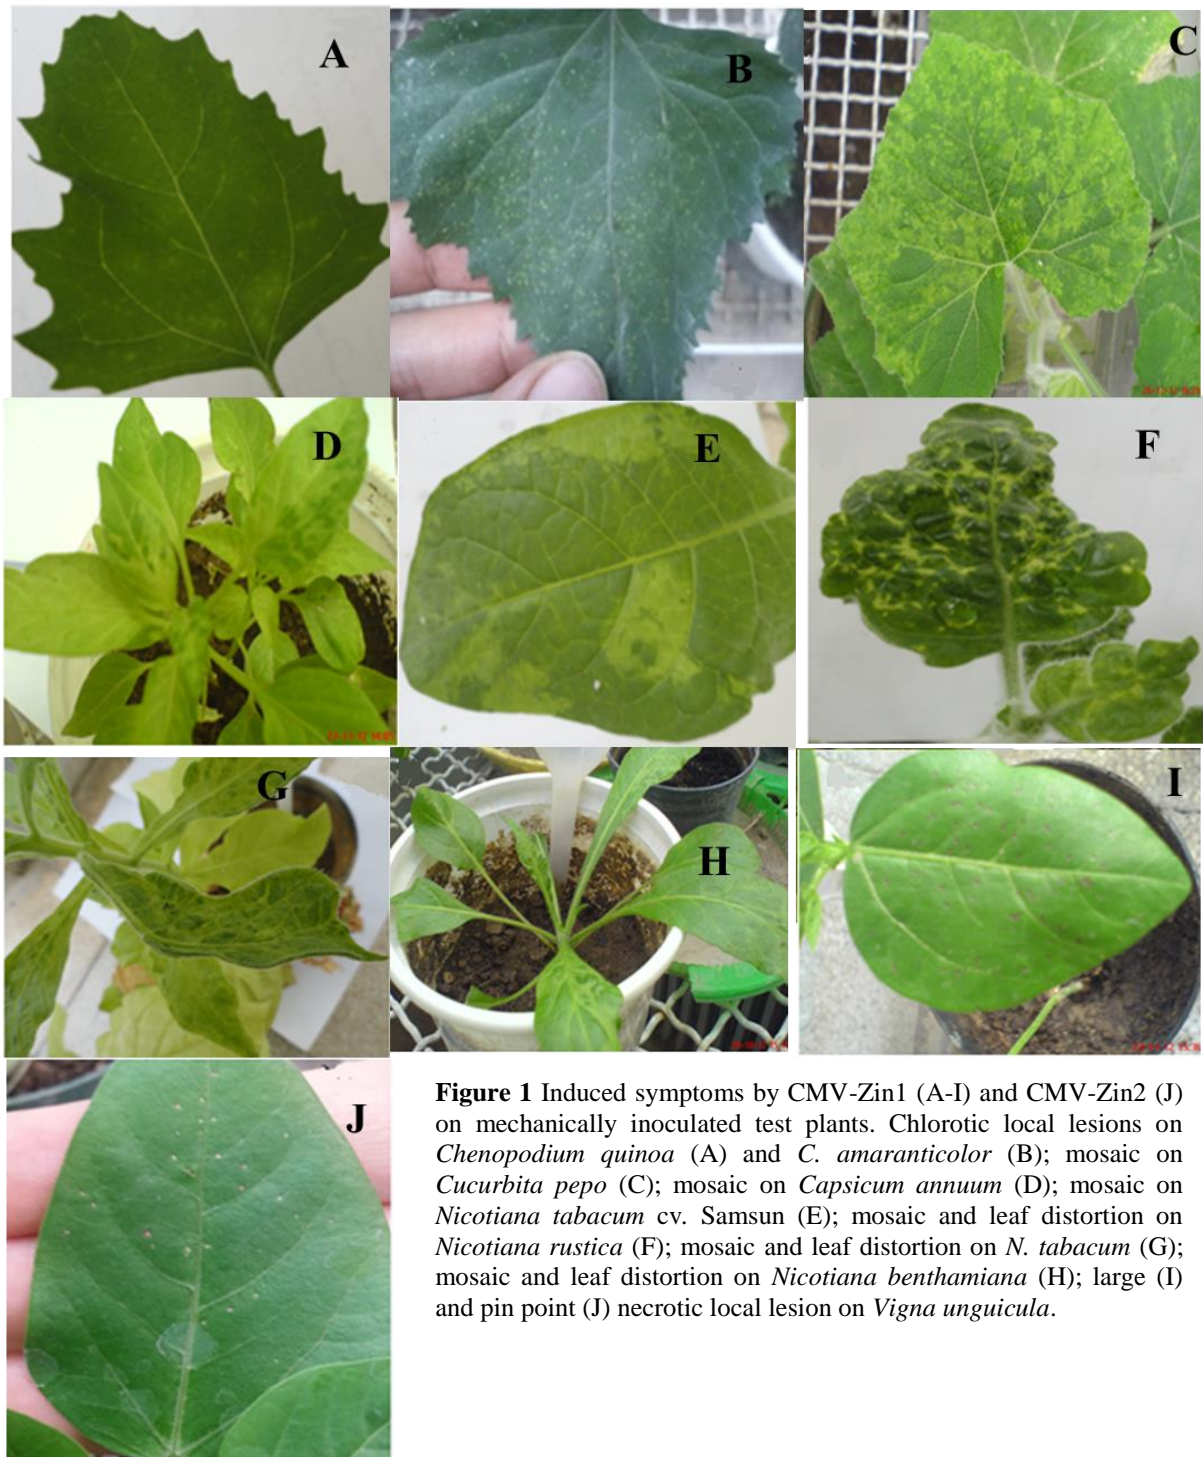 A
B
C
D
E
F
G
H
I
J
Figure 1 Induced symptoms by CMV-Zin1 (A-I) and CMV-Zin2 (J)
on mechanically inoculated test plants. Chlorotic local lesions on
Chenopodium quinoa (A) and C. amaranticolor (B); mosaic on
Cucurbita pepo (C); mosaic on Capsicum annuum (D); mosaic on
Nicotiana tabacum cv. Samsun (E); mosaic and leaf distortion on
Nicotiana rustica (F); mosaic and leaf distortion on N. tabacum (G);
mosaic and leaf distortion on Nicotiana benthamiana (H); large (I)
and pin point (J) necrotic local lesion on Vigna unguicula.